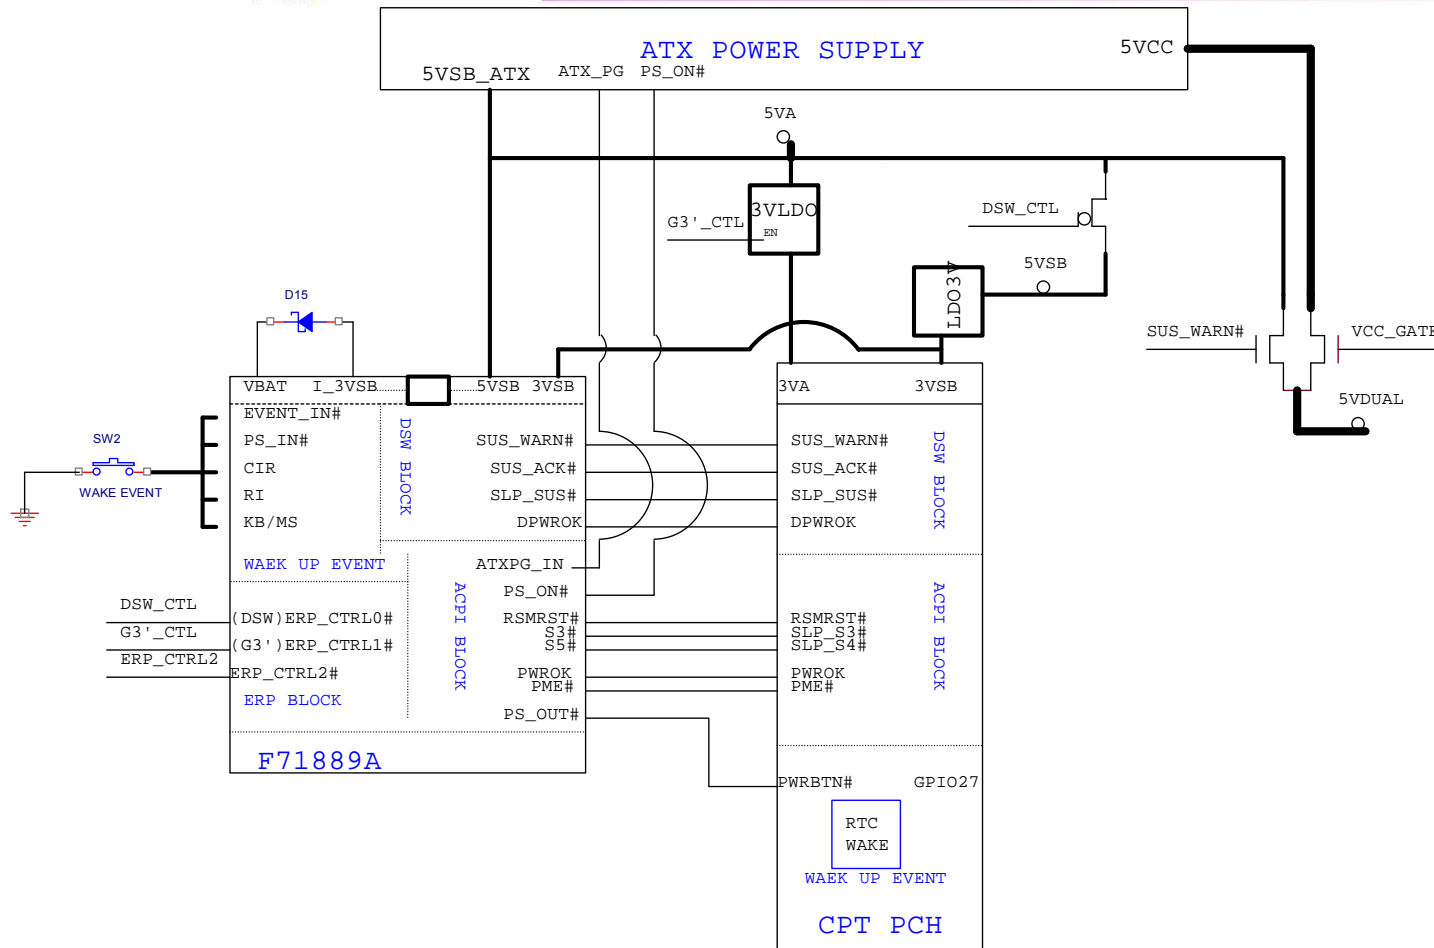 ATX POWER SUPPLY
5VCC
5VSB_ATX
ATX_PG
PS_ON#
5VA
3VLDO
EN
G3'_CTL
DSW_CTL
5VSB
LDO3V
D15
SUS_WARN#
VCC_GATE
5VDUAL
VBAT
I_3VSB
5VSB
3VSB
EVENT_IN#
PS_IN#
CIR
RI
KB/MS
SW2
WAKE EVENT
DSW BLOCK
SUS_WARN#
SUS_ACK#
SLP_SUS#
DPWROK
WAEK UP EVENT
ATXPG_IN
PS_ON#
RSMRST#
S3#
S5#
PWROK
PME#
PS_OUT#
ACPI BLOCK
DSW_CTL
G3'_CTL
ERP_CTRL2
(DSW)ERP_CTRL0#
(G3')ERP_CTRL1#
ERP_CTRL2#
ERP BLOCK
F71889A
3VA
3VSB
SUS_WARN#
SUS_ACK#
SLP_SUS#
DPWROK
DSW BLOCK
RSMRST#
SLP_S3#
SLP_S4#
PWROK
PME#
ACPI BLOCK
PWRBTN#
GPIO27
RTC
WAKE
WAEK UP EVENT
CPT PCH